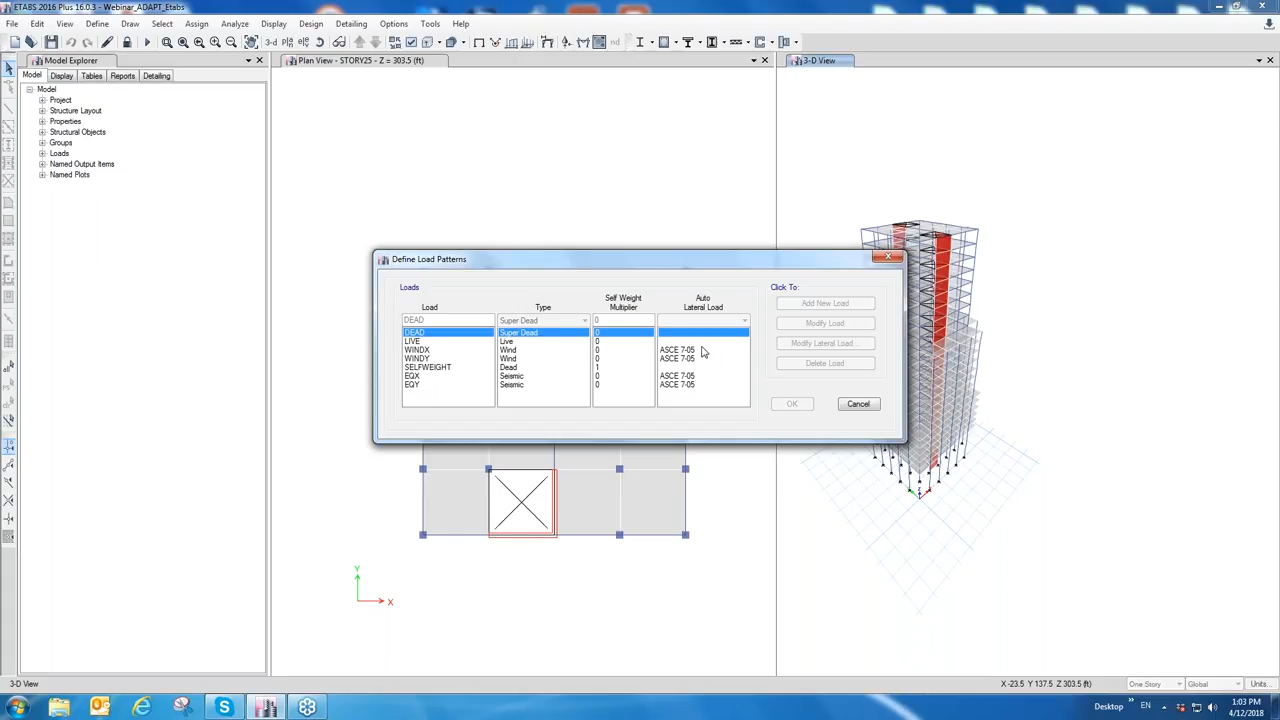 ETABS 2016 Plus 16.0.3 - Webinar_ADAPT_Etabs
File Edit View Define Draw Select Assign Analyze Display Design Detailing Options Tools Help
3-d
nd
Model Explorer
Plan View - STORY25 - Z = 303.5 (ft)
3-D View
Model Display Tables Reports Detailing
Model
Project
Structure Layout
Properties
Structural Objects
Groups
Loads
Named Output Items
Named Plots
Define Load Patterns
Loads
Click To:
Load Type Self Weight Multiplier Auto Lateral Load
DEAD Super Dead 0
DEAD Super Dead 0
LIVE Live 0
WINDX Wind 0 ASCE 7-05
WINDY Wind 0 ASCE 7-05
SELFWEIGHT Dead 1
EQX Seismic 0 ASCE 7-05
EQY Seismic 0 ASCE 7-05
Add New Load
Modify Load
Modify Lateral Load...
Delete Load
OK Cancel
Y
X
3-D View
X -23.5 Y 137.5 Z 303.5 (ft)
One Story Global Units...
Desktop EN 1:03 PM
4/12/2018